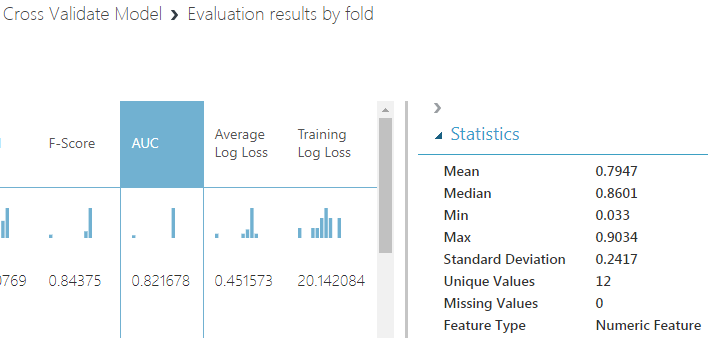 Cross Validate Model › Evaluation results by fold
F-Score
AUC
Average
Log Loss
Training
Log Loss
0769 0.84375 0.821678 0.451573 20.142084
Statistics
Mean 0.7947
Median 0.8601
Min 0.033
Max 0.9034
Standard Deviation 0.2417
Unique Values 12
Missing Values 0
Feature Type Numeric Feature